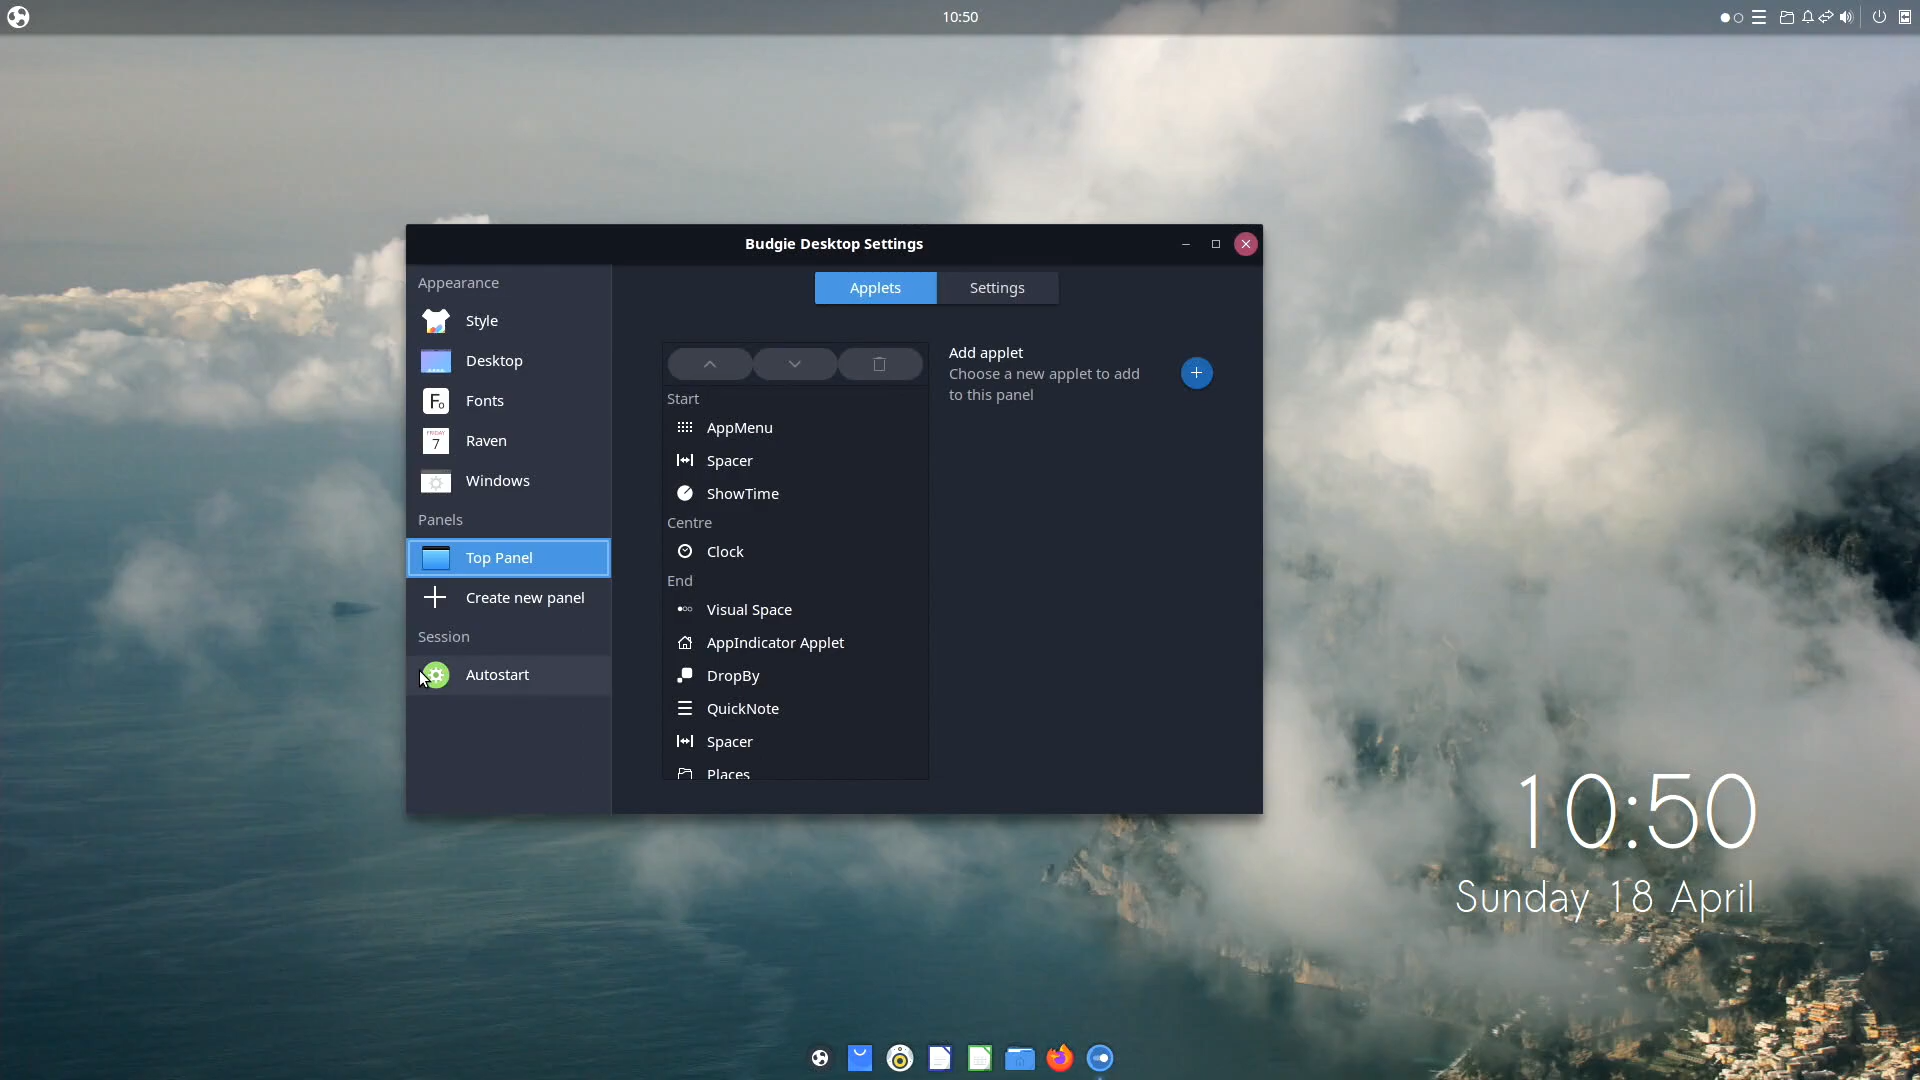 10:50
Budgie Desktop Settings
Appearance
Style
Desktop
Fonts
Raven
Windows
Panels
Top Panel
Create new panel
Session
Autostart
Applets
Settings
Start
AppMenu
Spacer
ShowTime
Centre
Clock
End
Visual Space
AppIndicator Applet
DropBy
QuickNote
Spacer
Places
Add applet
Choose a new applet to add
to this panel
10:50
Sunday 18 April